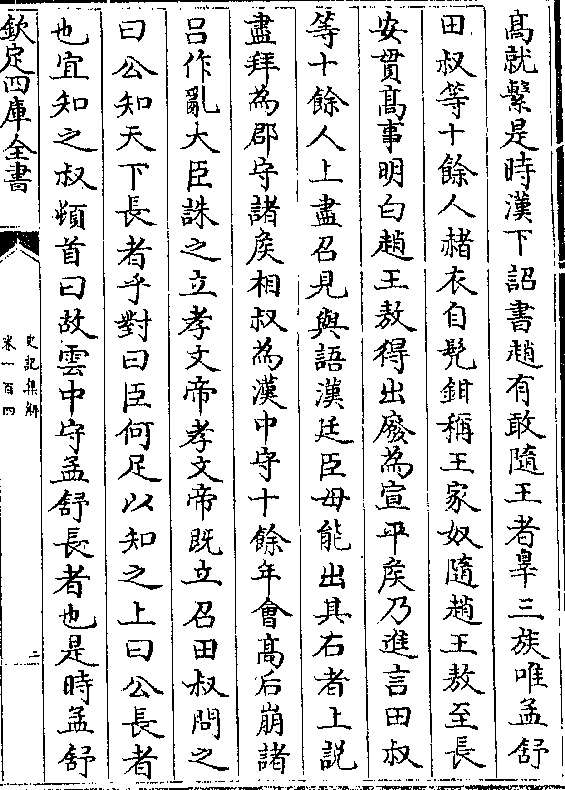 髙就繫是時漢下詔書趙有敢隨王者辠三族唯孟舒
田叔等十餘人赭衣自髠鉗稱王家奴隨趙王敖至長
安貫髙事明白趙王敖得出廢為宣平矦乃進言田叔
等十餘人上盡召見與語漢廷臣毋能出其右者上説
盡拜為郡守諸矦相叔為漢中守十餘年會髙后崩諸
吕作亂大臣誅之立孝文帝孝文帝既立召田叔問之
曰公知天下長者乎對曰臣何足以知之上曰公長者
也宜知之叔頓首曰故雲中守孟舒長者也是時孟舒
欽定四庫全書
史記集解
卷一百四
二